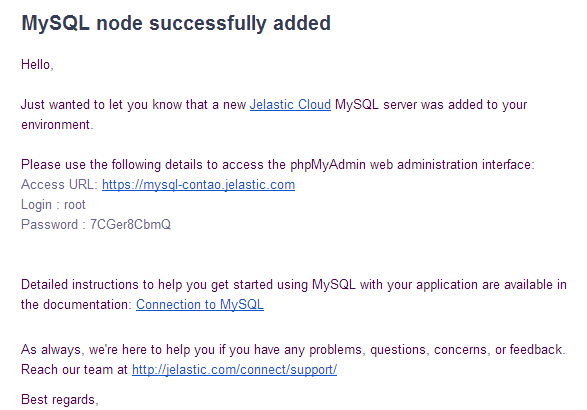 MySQL node successfully added
Hello,
Just wanted to let you know that a new Jelastic Cloud MySQL server was added to your
environment.
Please use the following details to access the phpMyAdmin web administration interface:
Access URL: https://mysql-contao.jelastic.com
Login : root
Password : 7CGer8CbmQ
Detailed instructions to help you get started using MySQL with your application are available in
the documentation: Connection to MySQL
As always, we're here to help you if you have any problems, questions, concerns, or feedback.
Reach our team at http://jelastic.com/connect/support/
Best regards,